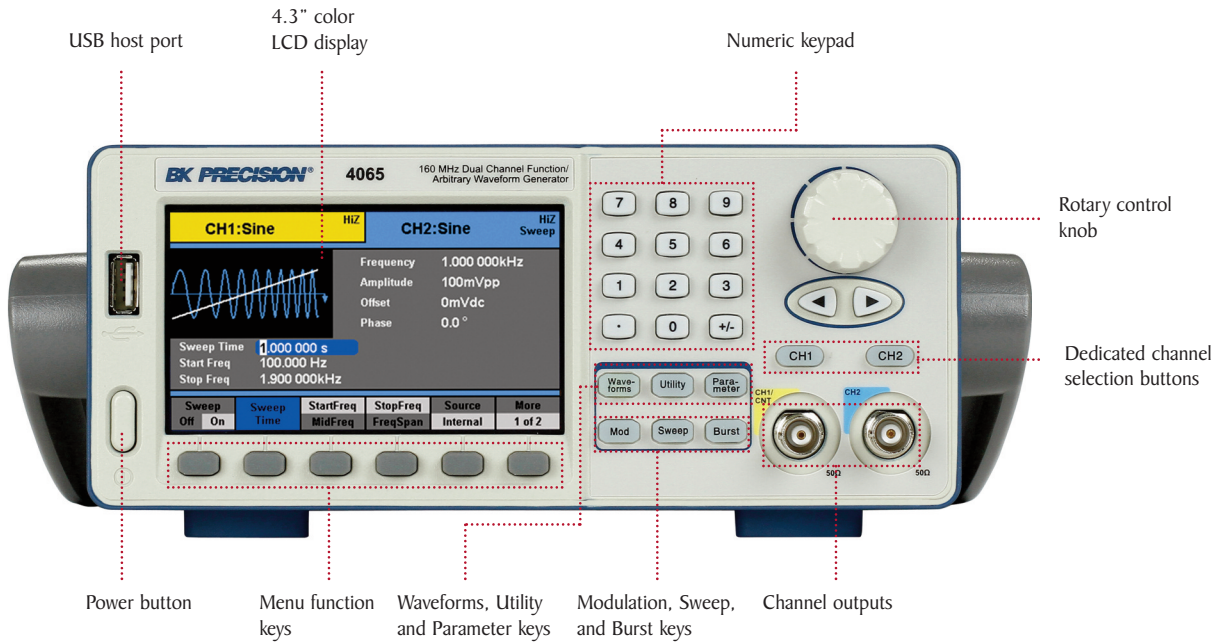 4.3" color
LCD display
USB host port
Numeric keypad
BK PRECISION®
4065
160 MHz Dual Channel Function/
Arbitrary Waveform Generator
CH1:Sine
HiZ
CH2:Sine
HiZ
Sweep
Frequency 1.000 000kHz
Amplitude 100mVpp
Offset 0mVdc
Phase 0.0 °
Sweep Time 1.000 000 s
Start Freq 100.000 Hz
Stop Freq 1.900 000kHz
Sweep
Off On
Sweep
Time
StartFreq
MidFreq
StopFreq
FreqSpan
Source
Internal
More
1 of 2
7 8 9
4 5 6
1 2 3
· 0 +/-
Wave-
forms
Utility
Para-
meter
Mod
Sweep
Burst
CH1
CH2
CH1/
CNT
CH2
50Ω
50Ω
Rotary control
knob
Dedicated channel
selection buttons
Power button
Menu function
keys
Waveforms, Utility
and Parameter keys
Modulation, Sweep,
and Burst keys
Channel outputs